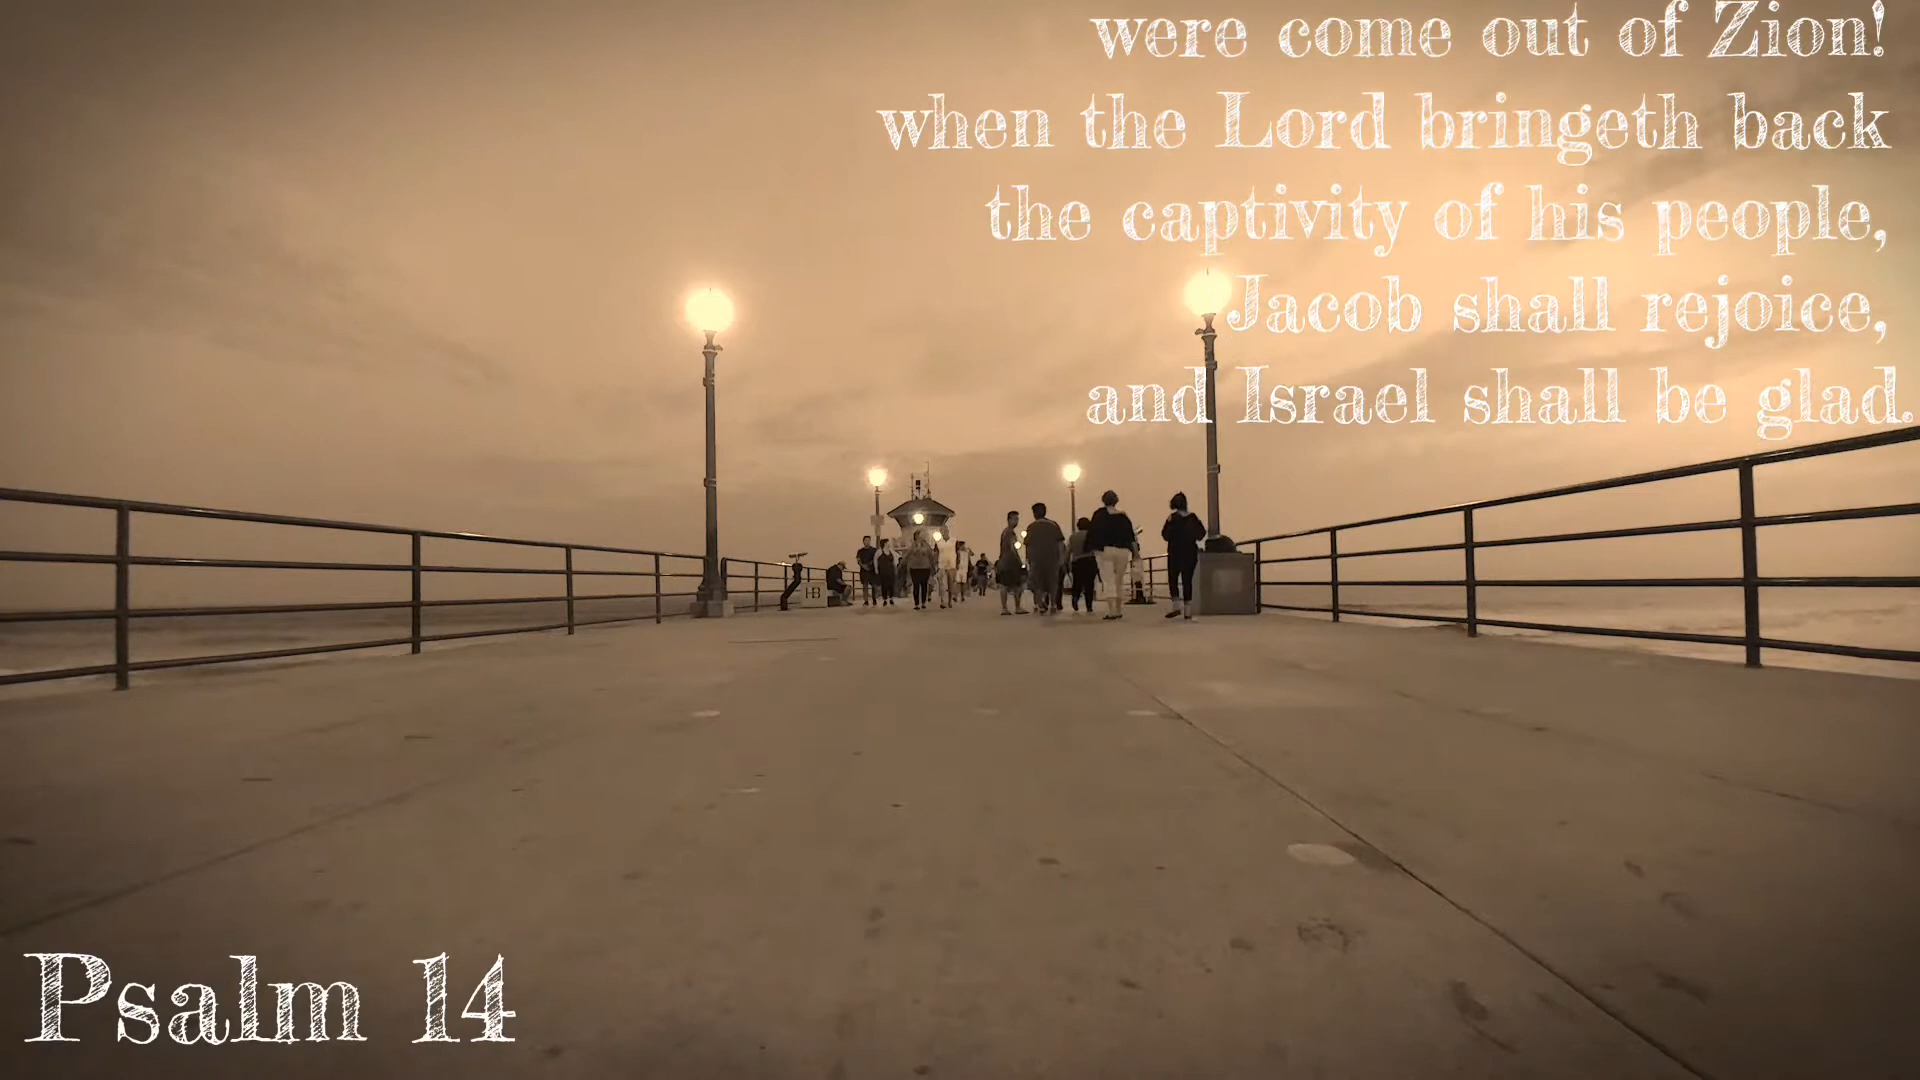 were come out of Zion!
when the Lord bringeth back
the captivity of his people,
Jacob shall rejoice,
and Israel shall be glad.
HB
Psalm 14